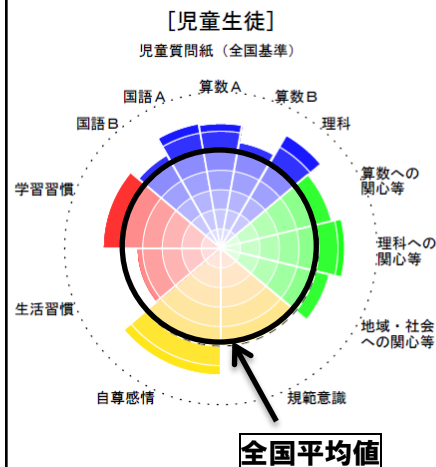 [児童生徒]
児童質問紙（全国基準）
算数A
国語A
算数B
国語B
理科
算数への
関心等
学習習慣
理科への
関心等
生活習慣
地域・社会
への関心等
自尊感情
規範意識
全国平均値